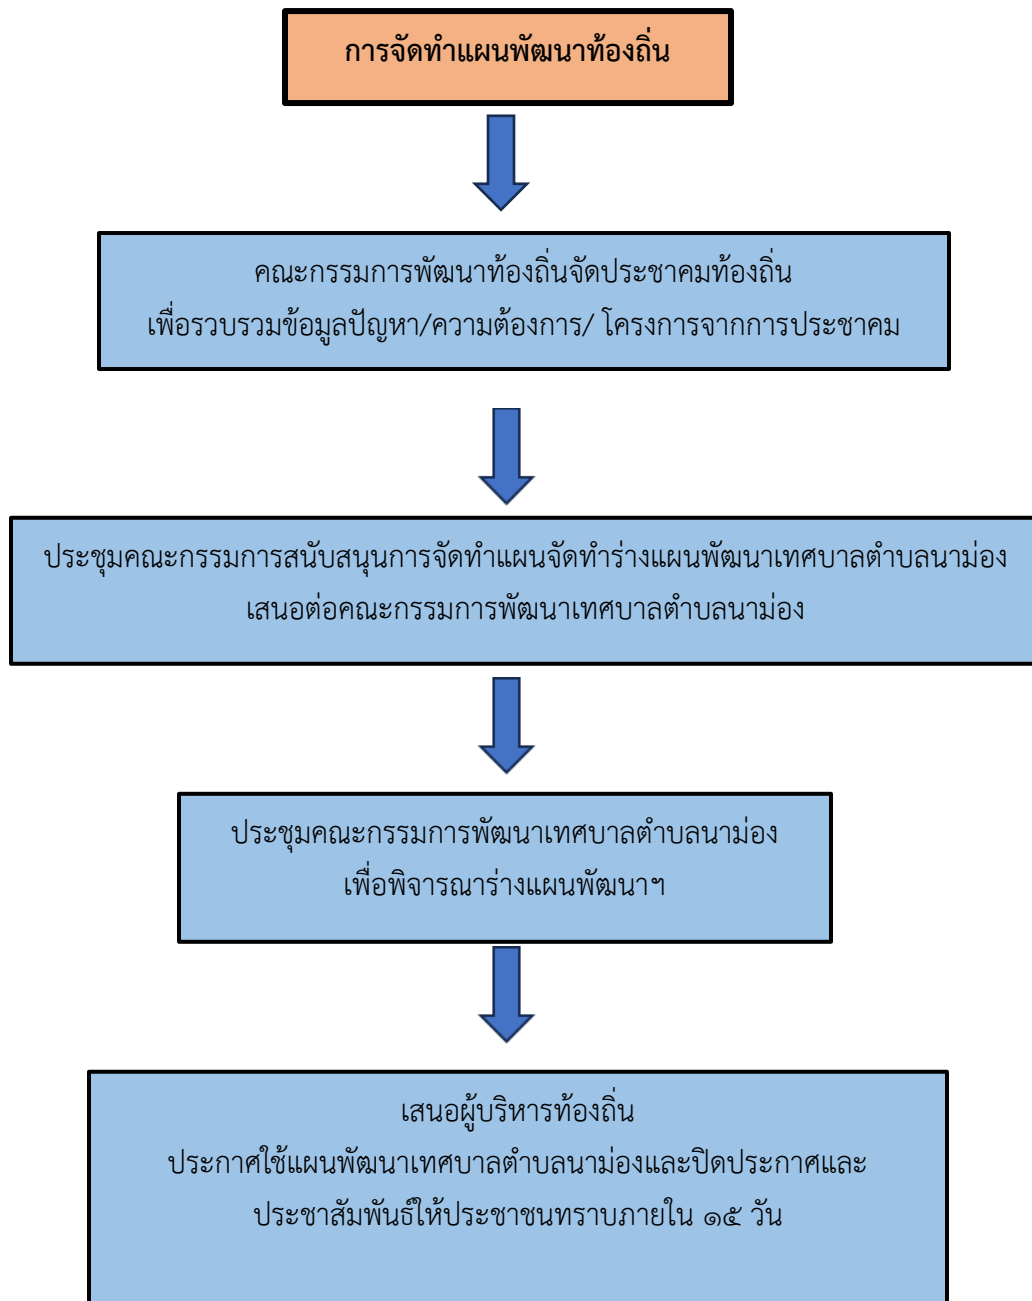 การจัดทำแผนพัฒนาท้องถิ่น
คณะกรรมการพัฒนาท้องถิ่นจัดประชาคมท้องถิ่น
เพื่อรวบรวมข้อมูลปัญหา/ความต้องการ/ โครงการจากการประชาคม
ประชุมคณะกรรมการสนับสนุนการจัดทำแผนจัดทำร่างแผนพัฒนาเทศบาลตำบลนาม่อง
เสนอต่อคณะกรรมการพัฒนาเทศบาลตำบลนาม่อง
ประชุมคณะกรรมการพัฒนาเทศบาลตำบลนาม่อง
เพื่อพิจารณาร่างแผนพัฒนาฯ
เสนอผู้บริหารท้องถิ่น
ประกาศใช้แผนพัฒนาเทศบาลตำบลนาม่องและปิดประกาศและ
ประชาสัมพันธ์ให้ประชาชนทราบภายใน ๑๕ วัน